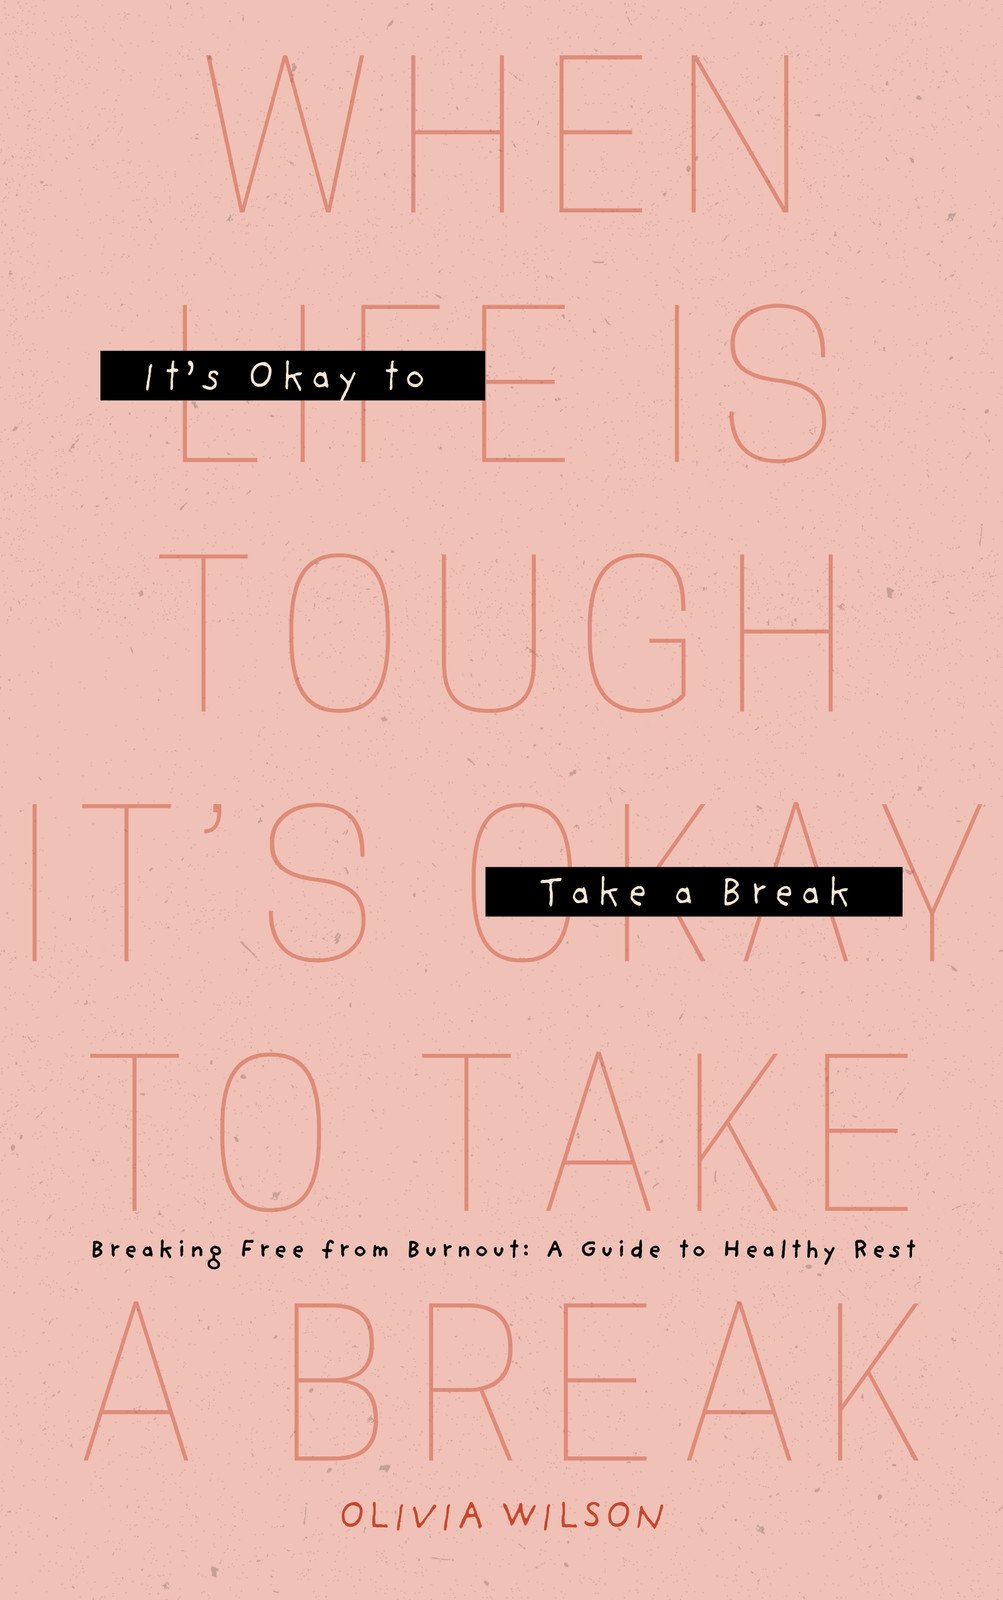 WHEN
LIFE IS
It's Okay to
TOUGH
IT'S OKAY
Take a Break
TO TAKE
Breaking Free from Burnout: A Guide to Healthy Rest
A BREAK
OLIVIA WILSON